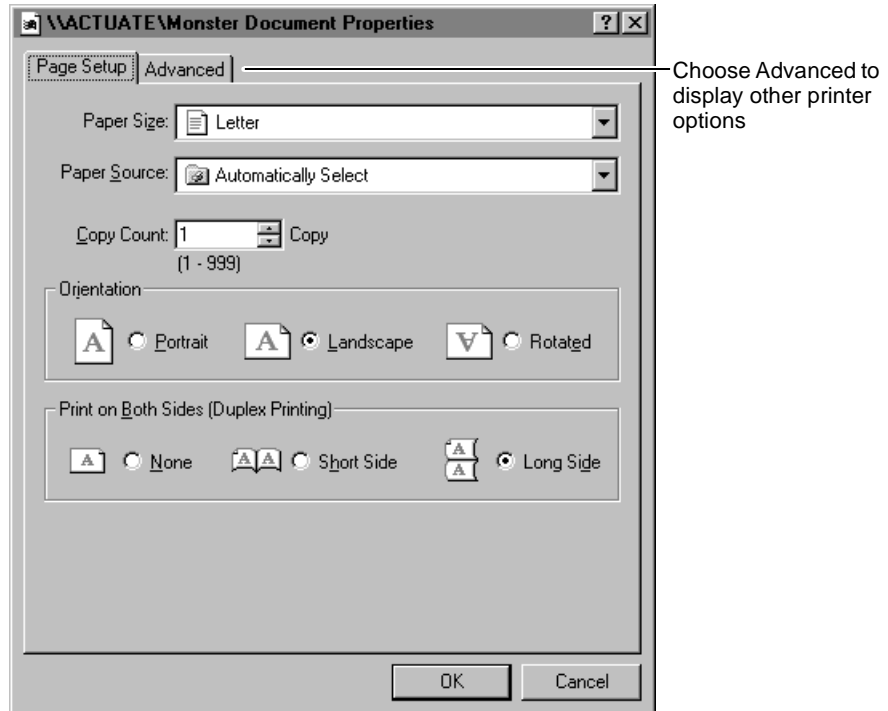 \\ACTUATE\Monster Document Properties
Page Setup Advanced
Choose Advanced to
display other printer
options
Paper Size: Letter
Paper Source: Automatically Select
Copy Count: 1 Copy
(1 - 999)
Orientation
A Portrait A Landscape A Rotated
Print on Both Sides (Duplex Printing)
A None A A Short Side A A Long Side
OK Cancel